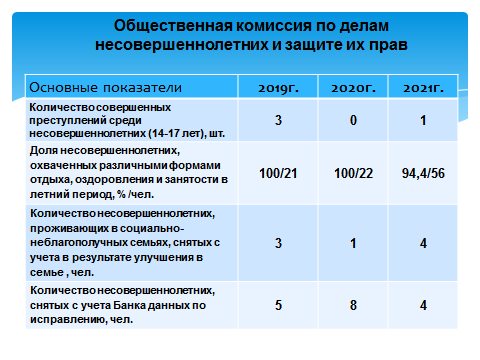 Общественная комиссия по делам
несовершеннолетних и защите их прав
Основные показатели 2019г. 2020г. 2021г.
Количество совершенных
преступлений среди
несовершеннолетних (14-17 лет), шт. 3 0 1
Доля несовершеннолетних,
охваченных различными формами
отдыха, оздоровления и занятости в
летний период, % /чел. 100/21 100/22 94,4/56
Количество несовершеннолетних,
проживающих в социально-
неблагополучных семьях, снятых с
учета в результате улучшения в
семье , чел. 3 1 4
Количество несовершеннолетних,
снятых с учета Банка данных по
исправлению, чел. 5 8 4